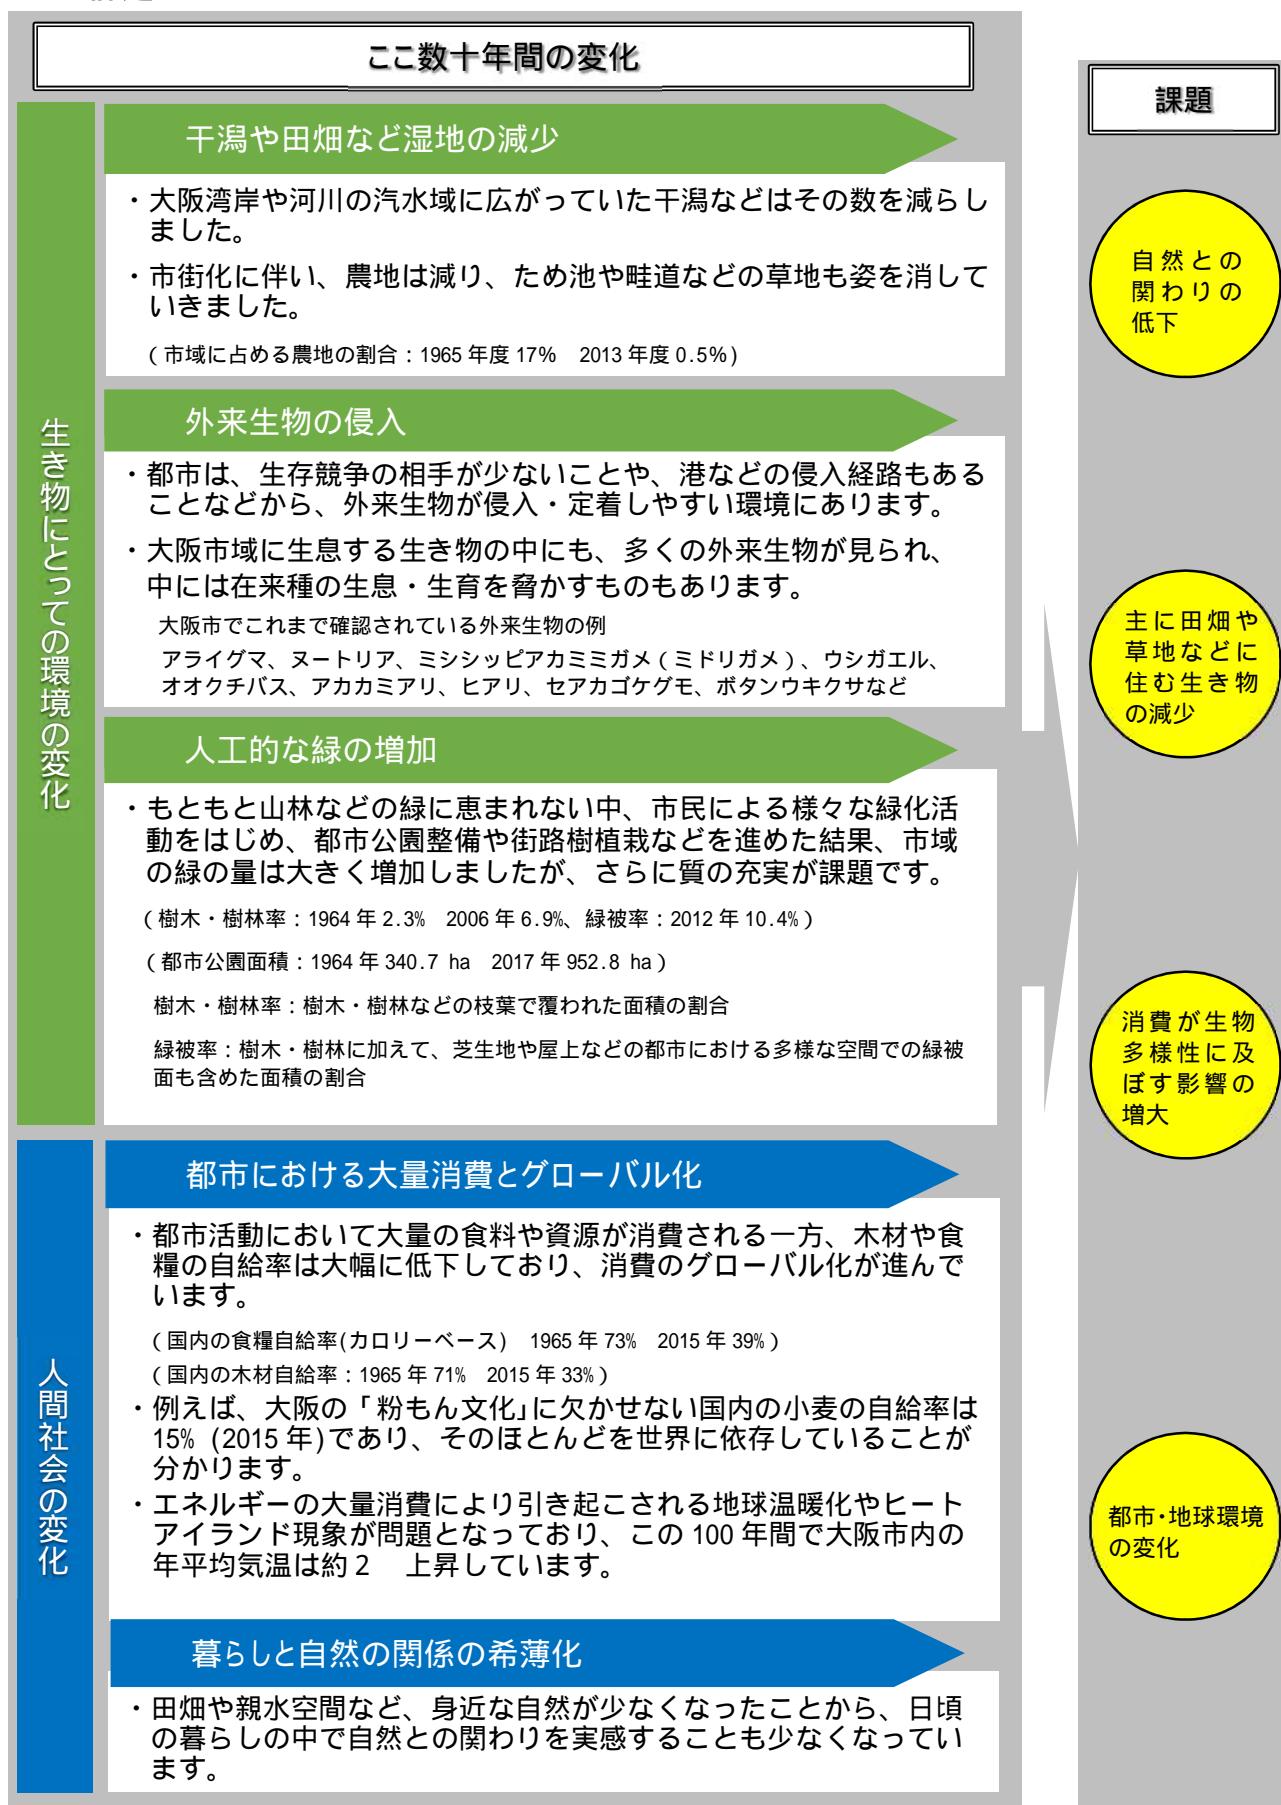 ここ数十年間の変化
生き物にとっての環境の変化
干潟や田畑など湿地の減少
・大阪湾岸や河川の汽水域に広がっていた干潟などはその数を減らし
ました。
・市街化に伴い、農地は減り、ため池や畦道などの草地も姿を消して
いきました。
(市域に占める農地の割合:1965年度17% 2013年度0.5%)
外来生物の侵入
・都市は、生存競争の相手が少ないことや、港などの侵入経路もある
ことなどから、外来生物が侵入・定着しやすい環境にあります。
・大阪市域に生息する生き物の中にも、多くの外来生物が見られ、
中には在来種の生息・生育を脅かすものもあります。
大阪市でこれまで確認されている外来生物の例
アライグマ、ヌートリア、ミシシッピアカミミガメ(ミドリガメ)、ウシガエル、
オオクチバス、アカカミアリ、ヒアリ、セアカゴケグモ、ボタンウキクサなど
人工的な緑の増加
・もともと山林などの緑に恵まれない中、市民による様々な緑化活
動をはじめ、都市公園整備や街路樹植栽などを進めた結果、市域
の緑の量は大きく増加しましたが、さらに質の充実が課題です。
(樹木・樹林率:1964年2.3% 2006年6.9%、緑被率:2012年10.4%)
(都市公園面積:1964年340.7 ha 2017年952.8 ha)
樹木・樹林率:樹木・樹林などの枝葉で覆われた面積の割合
緑被率:樹木・樹林に加えて、芝生地や屋上などの都市における多様な空間での緑被
面も含めた面積の割合
人間社会の変化
都市における大量消費とグローバル化
・都市活動において大量の食料や資源が消費される一方、木材や食
糧の自給率は大幅に低下しており、消費のグローバル化が進んで
います。
(国内の食糧自給率(カロリーベース) 1965年73% 2015年39%)
(国内の木材自給率:1965年71% 2015年33%)
・例えば、大阪の「粉もん文化」に欠かせない国内の小麦の自給率は
15% (2015年)であり、そのほとんどを世界に依存していることが
分かります。
・エネルギーの大量消費により引き起こされる地球温暖化やヒート
アイランド現象が問題となっており、この100年間で大阪市内の
年平均気温は約2 上昇しています。
暮らしと自然の関係の希薄化
・田畑や親水空間など、身近な自然が少なくなったことから、日頃
の暮らしの中で自然との関わりを実感することも少なくなってい
ます。
課題
自然との
関わりの
低下
主に田畑や
草地などに
住む生き物
の減少
消費が生物
多様性に及
ぼす影響の
増大
都市・地球環境
の変化